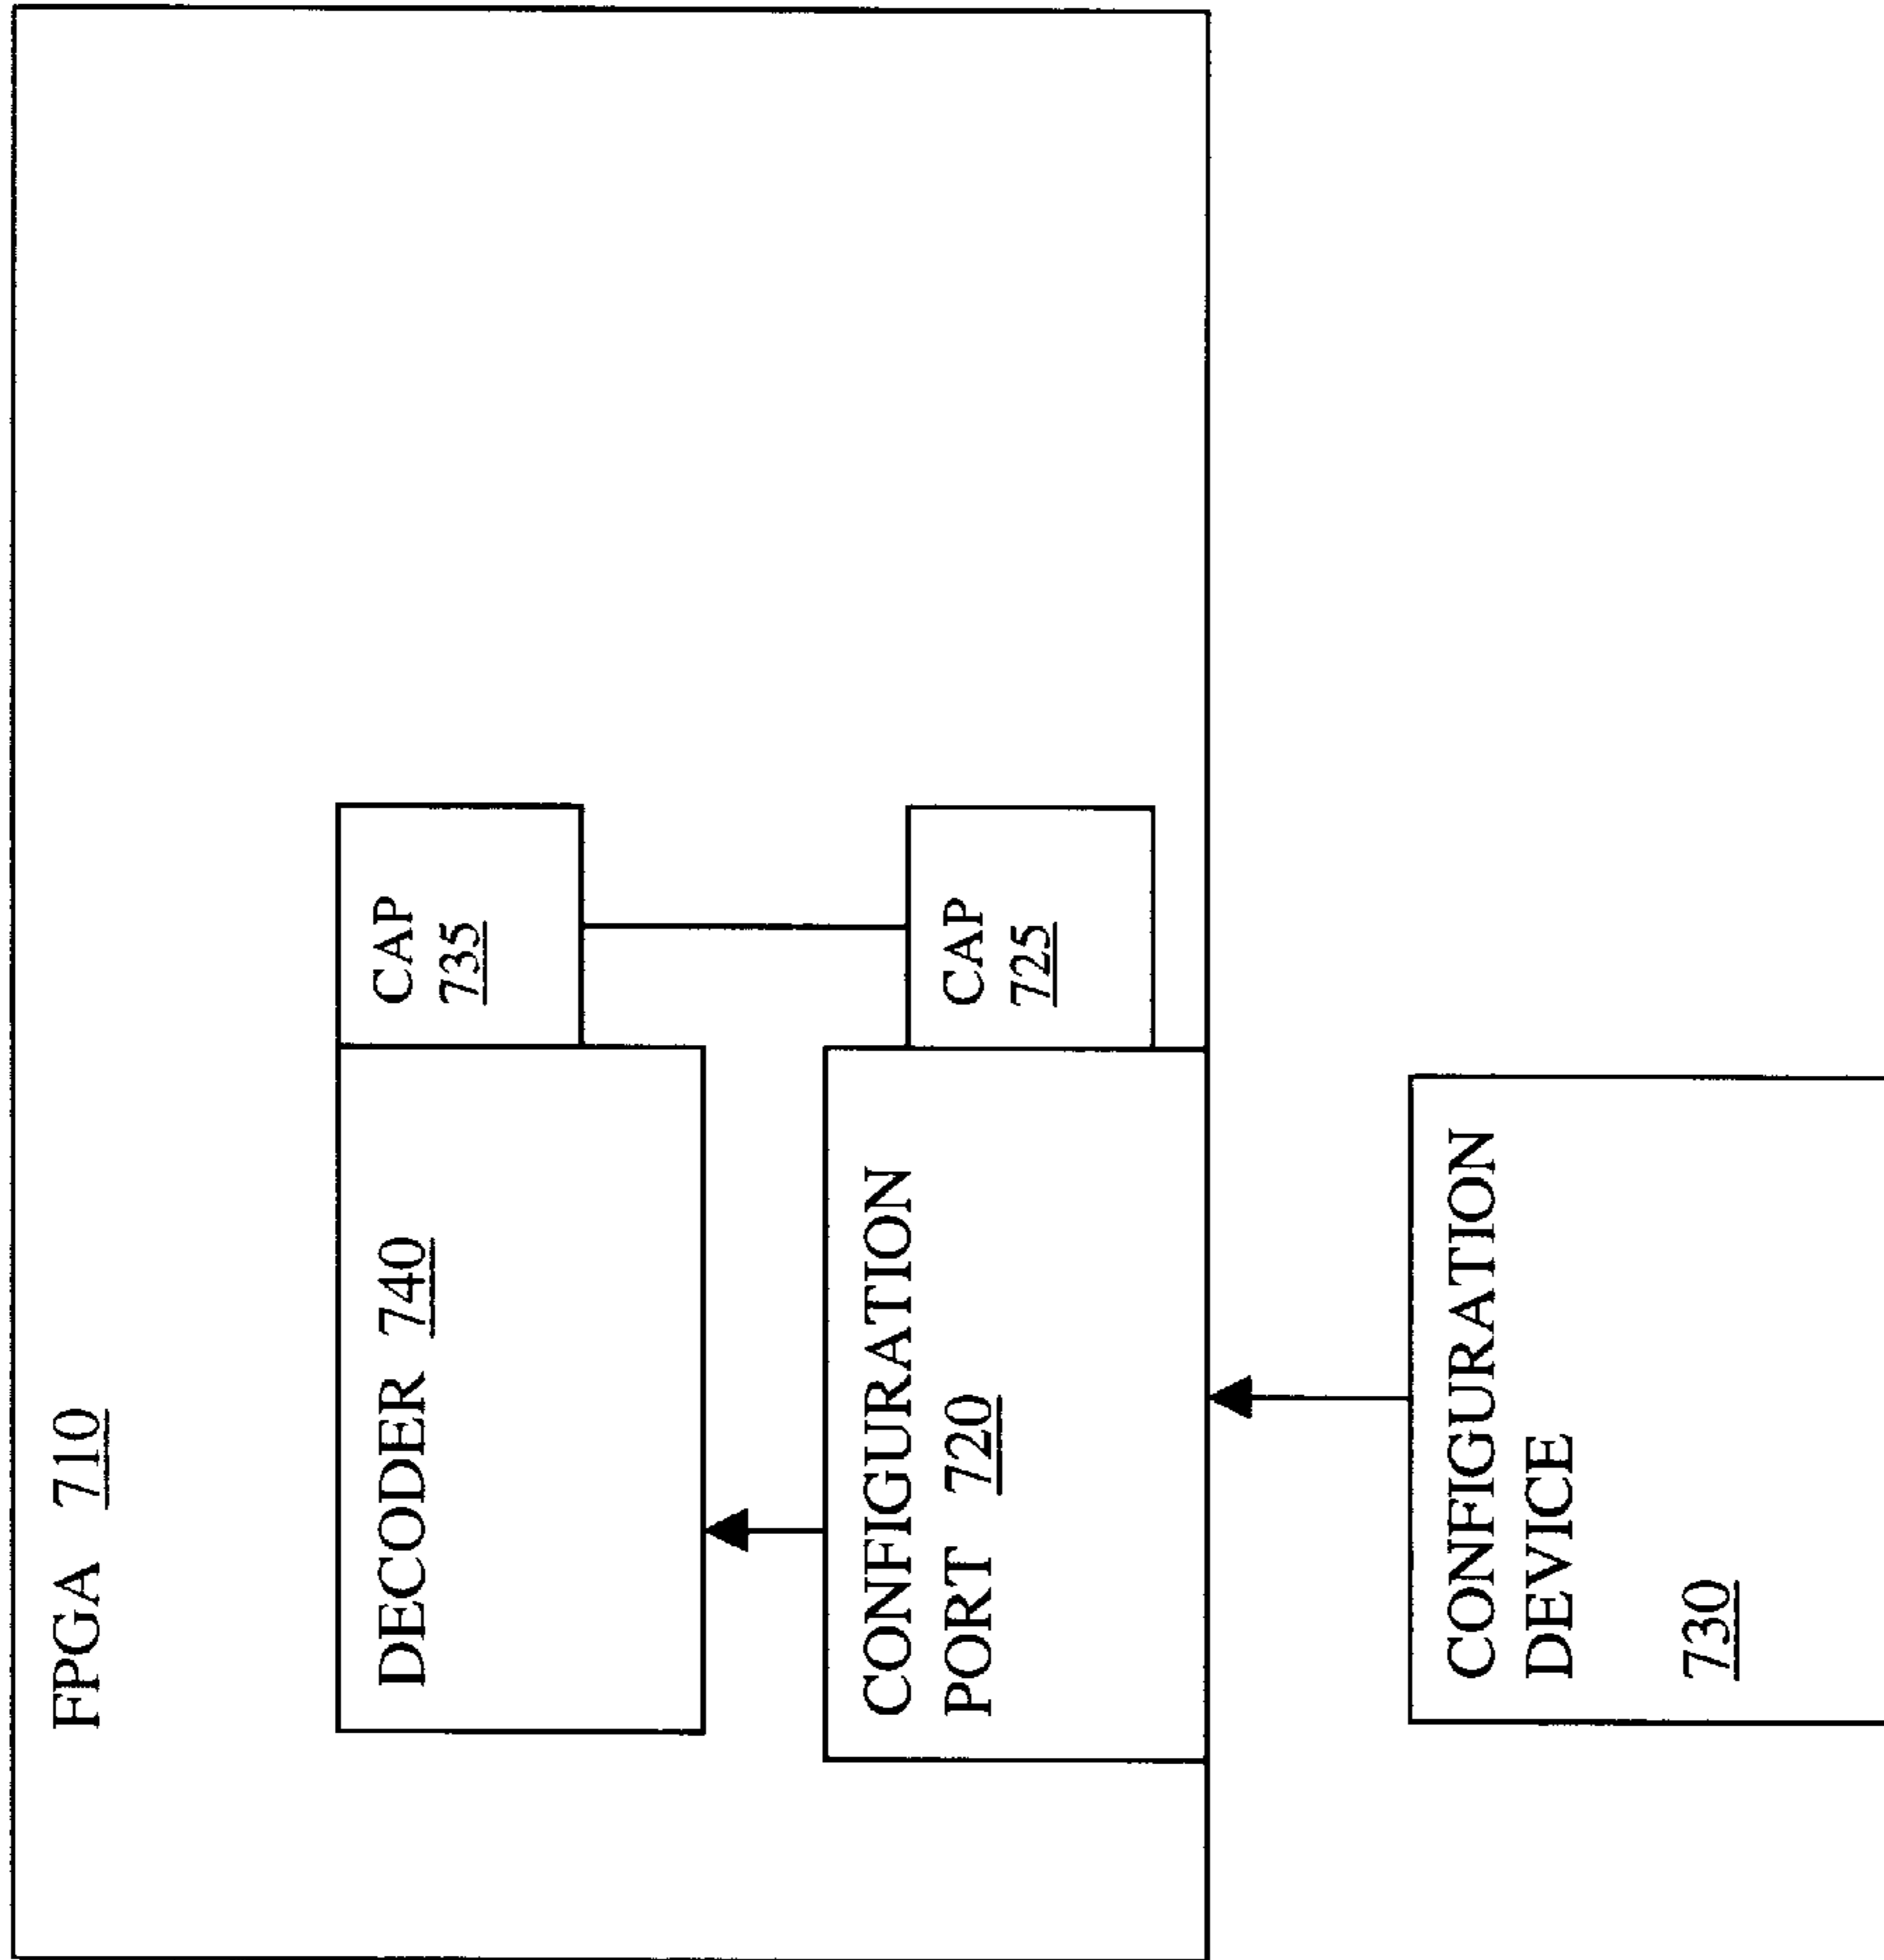 FPGA 710
DECODER 740
CAP
735
CONFIGURATION
PORT 720
CAP
725
CONFIGURATION
DEVICE
730